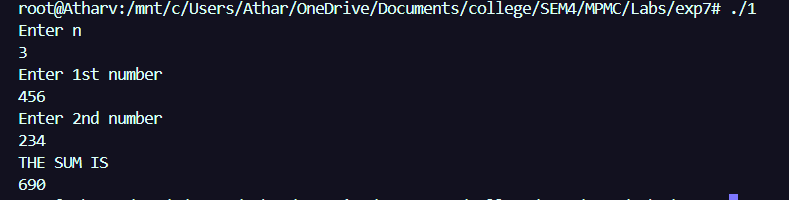 root@Atharv:/mnt/c/Users/Athar/OneDrive/Documents/college/SEM4/MPMC/Labs/exp7# ./1
Enter n
3
Enter 1st number
456
Enter 2nd number
234
THE SUM IS
690